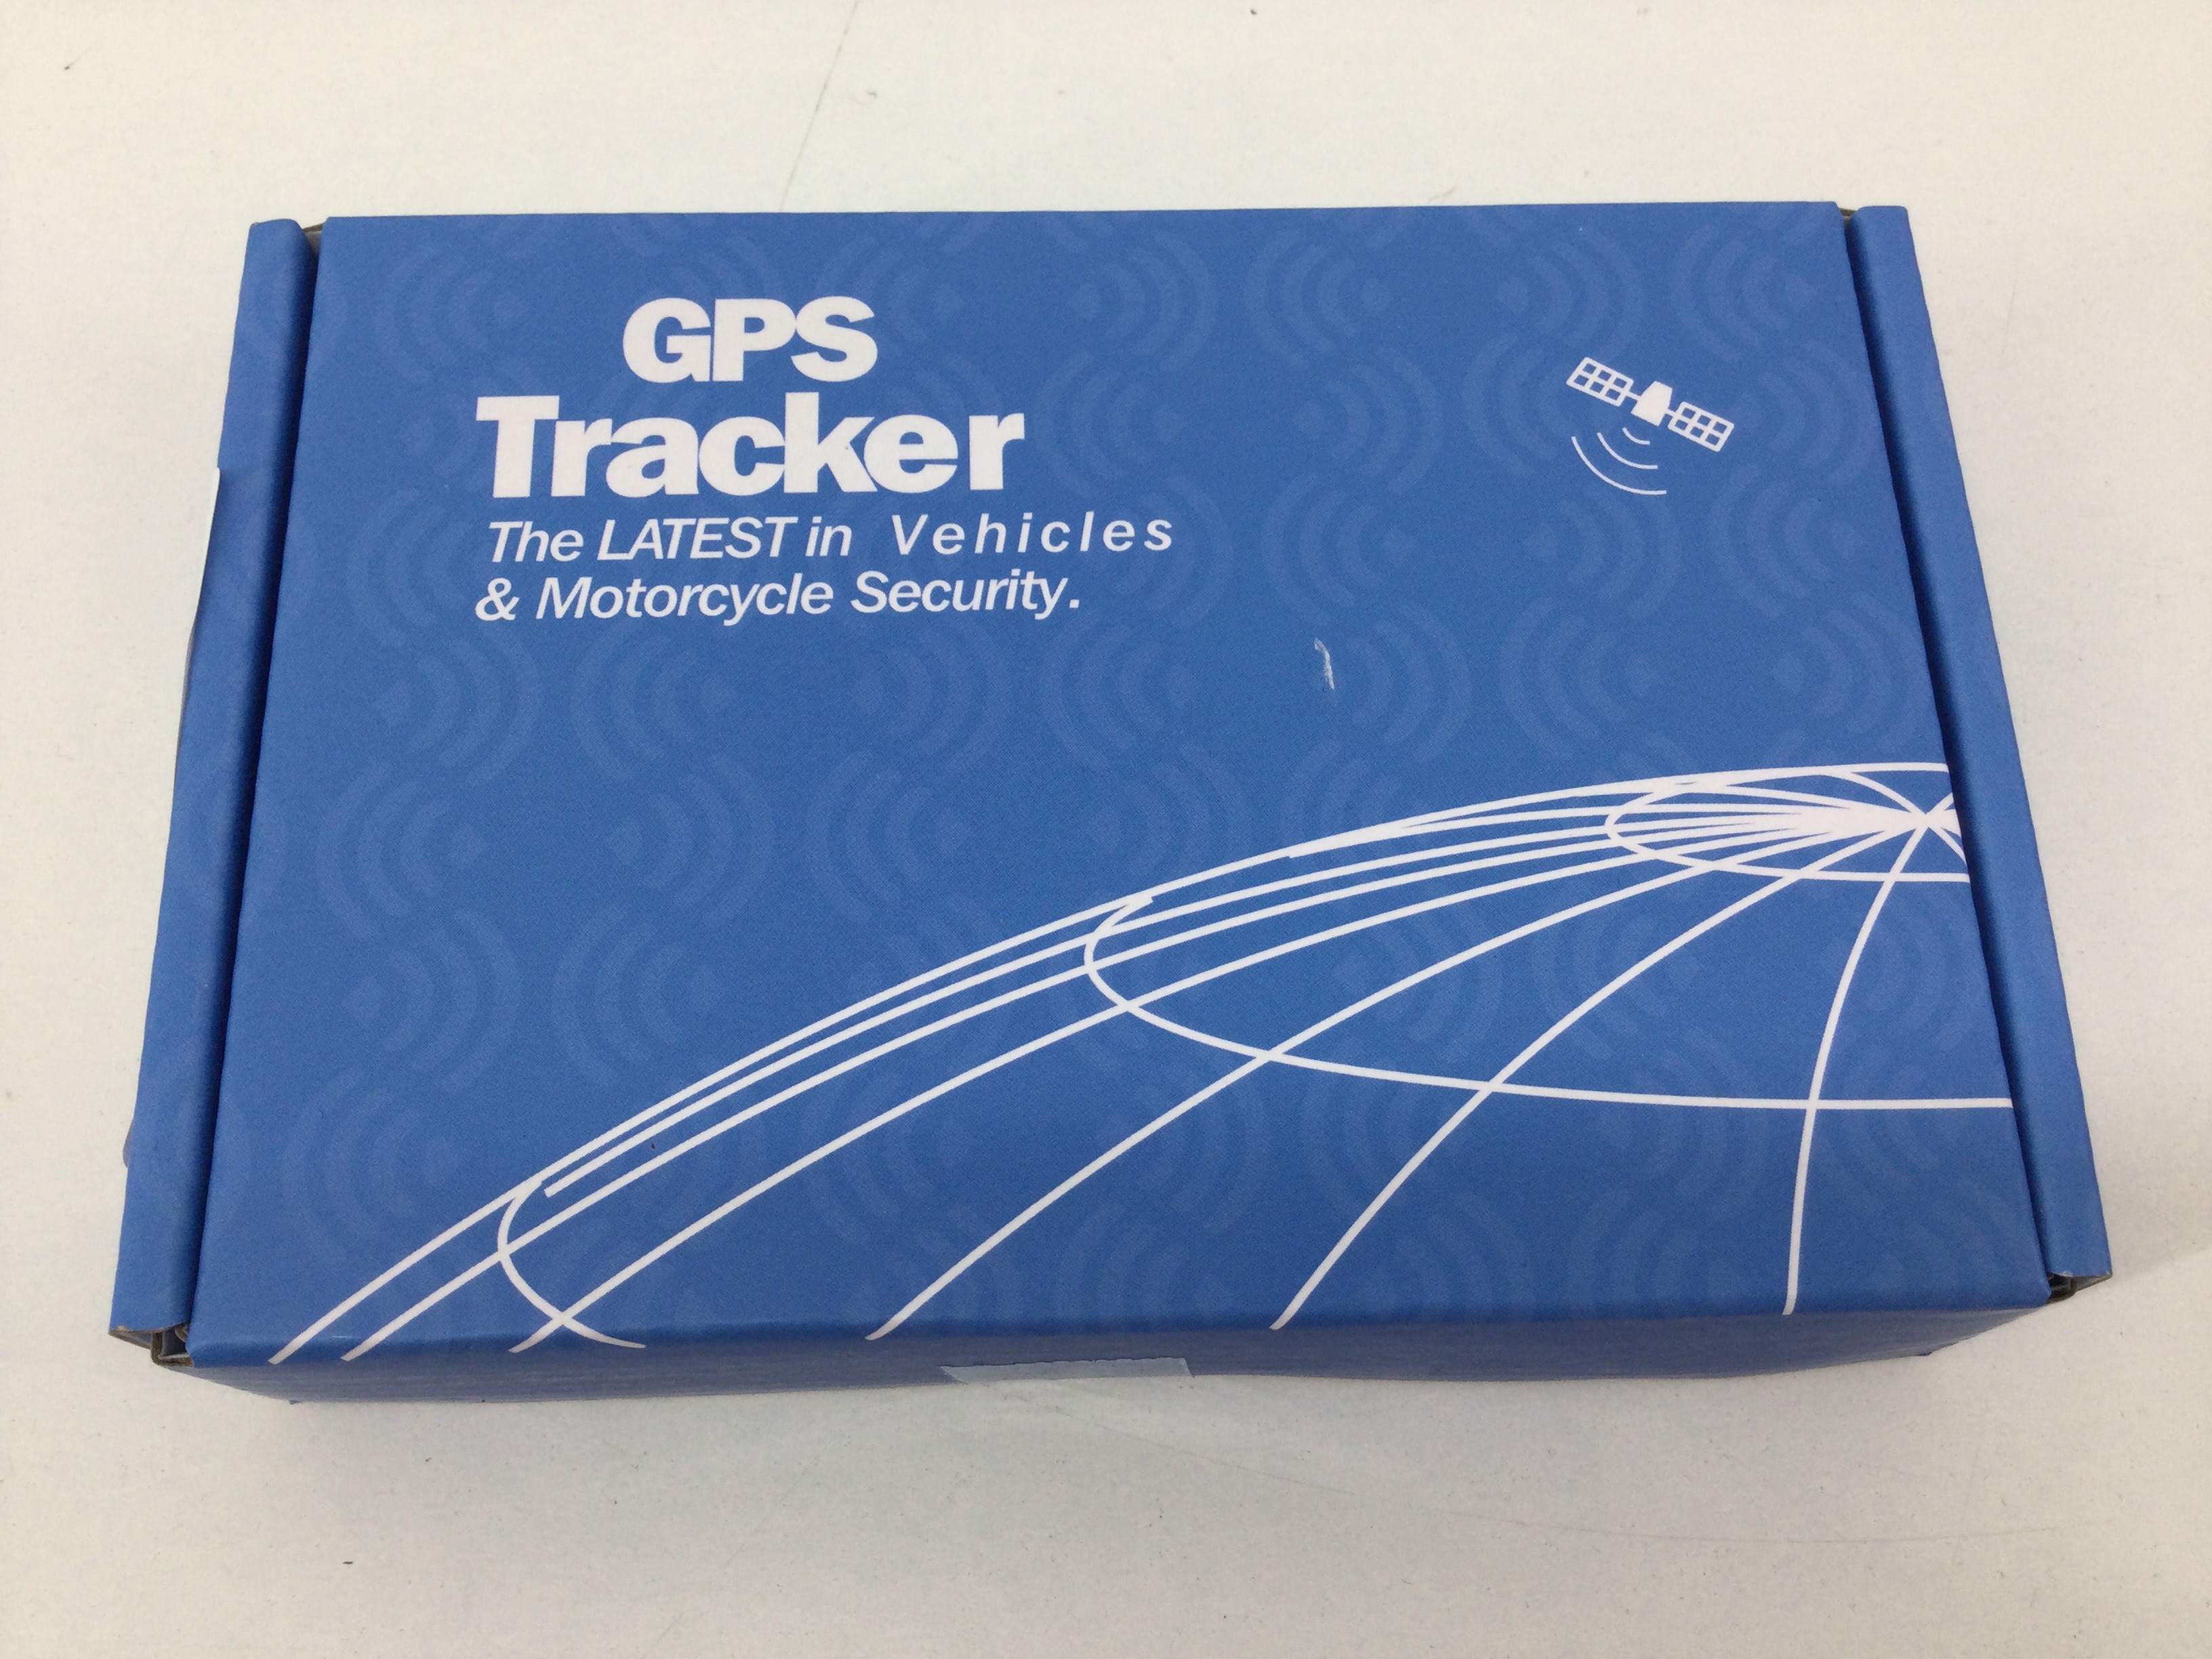 GPS
Tracker
The LATEST in Vehicles
& Motorcycle Security.